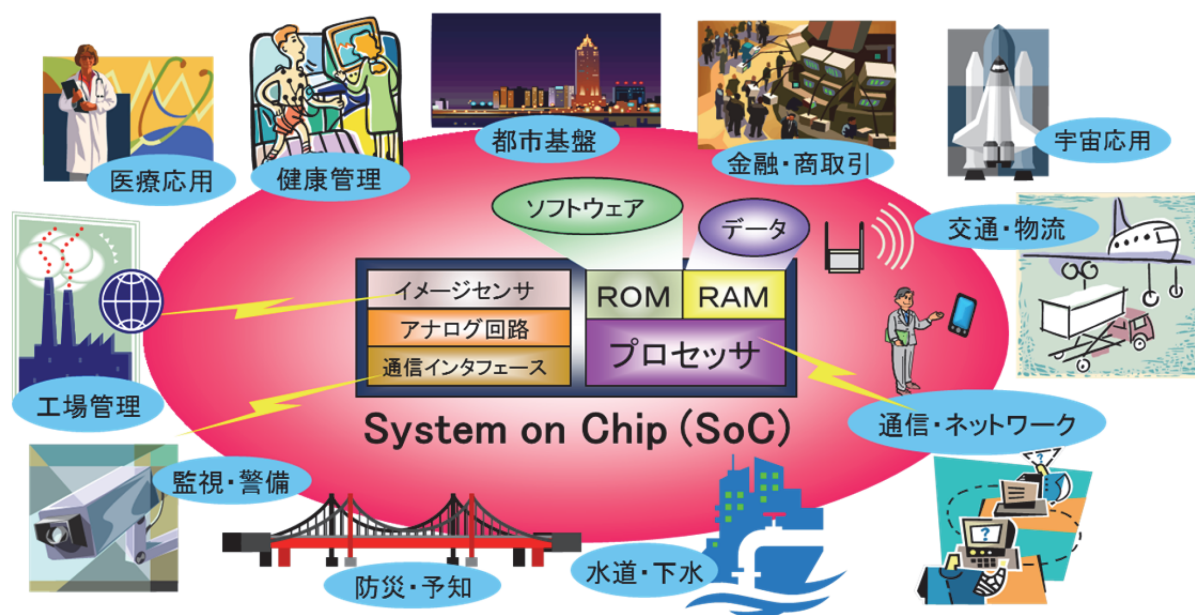 都市基盤
医療応用
健康管理
金融・商取引
宇宙応用
ソフトウェア
データ
交通・物流
イメージセンサ
アナログ回路
通信インタフェース
ROM
RAM
プロセッサ
工場管理
System on Chip (SoC)
通信・ネットワーク
監視・警備
防災・予知
水道・下水
?
?